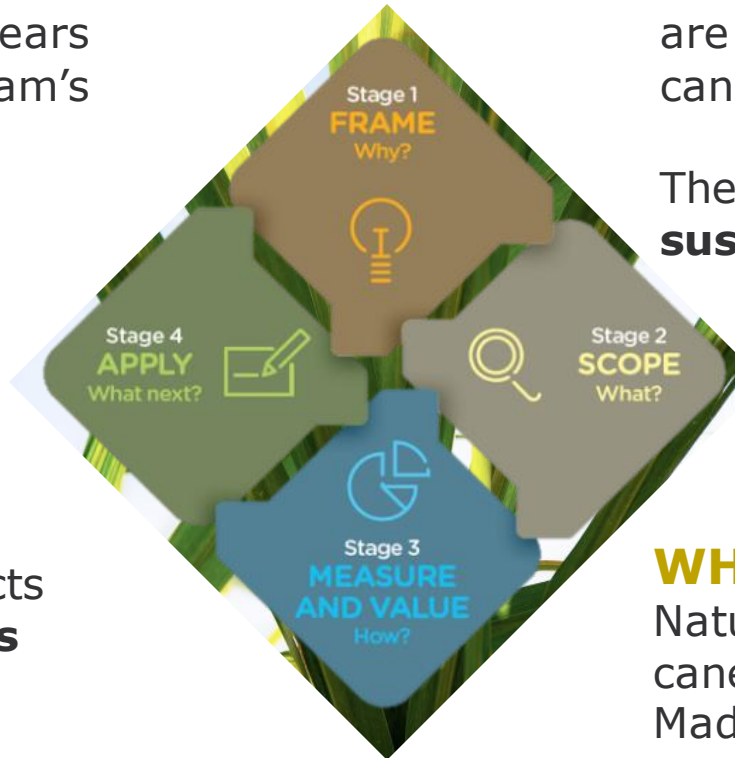 ears
am's
are
can
The
sus
Stage 1
FRAME
Why?
Stage 4
APPLY
What next?
Stage 2
SCOPE
What?
Stage 3
MEASURE
AND VALUE
How?
cts
s
WH
Natu
cane
Mad